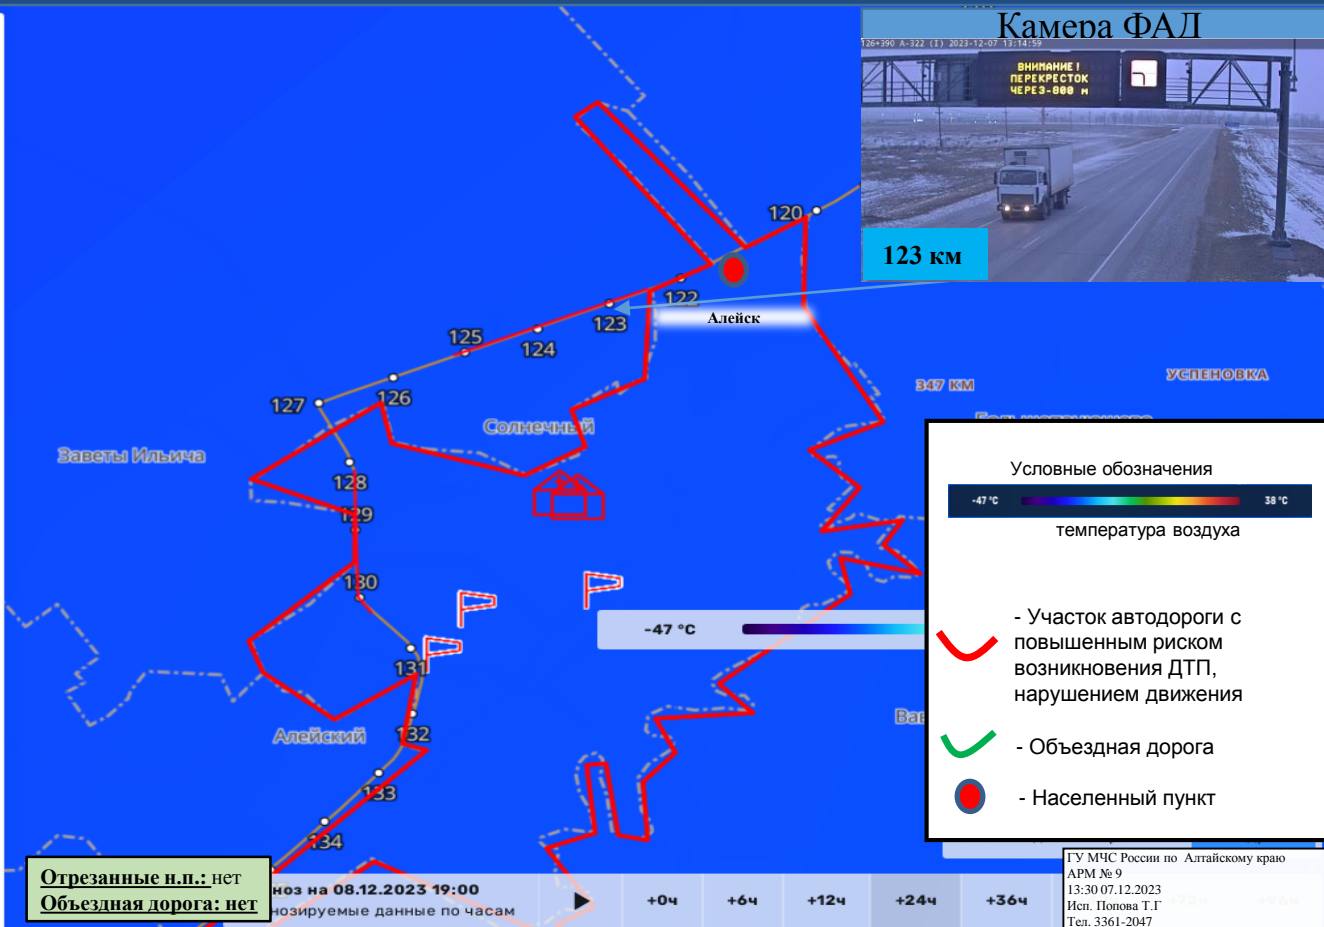 Камера ФАД
126+390 А-322 (I) 2023-12-07 13:14:59
ВНИМАНИЕ!
ПЕРЕКРЕСТОК
ЧЕРЕЗ-800 м
123 км
120
122
123
Алейск
124
125
126
127
347 КМ
УСПЕНОВКА
Солнечный
Заветы Ильича
128
129
130
131
132
133
134
Алейский
-47 °C
Условные обозначения
-47 °C 38 °C
температура воздуха
- Участок автодороги с
повышенным риском
возникновения ДТП,
нарушением движения
- Объездная дорога
- Населенный пункт
Отрезанные н.п.: нет
Объездная дорога: нет
ноз на 08.12.2023 19:00
нозируемые данные по часам
+0ч +6ч +12ч +24ч +36ч
ГУ МЧС России по Алтайскому краю
АРМ № 9
13:30 07.12.2023
Исп. Попова Т.Г
Тел. 3361-2047